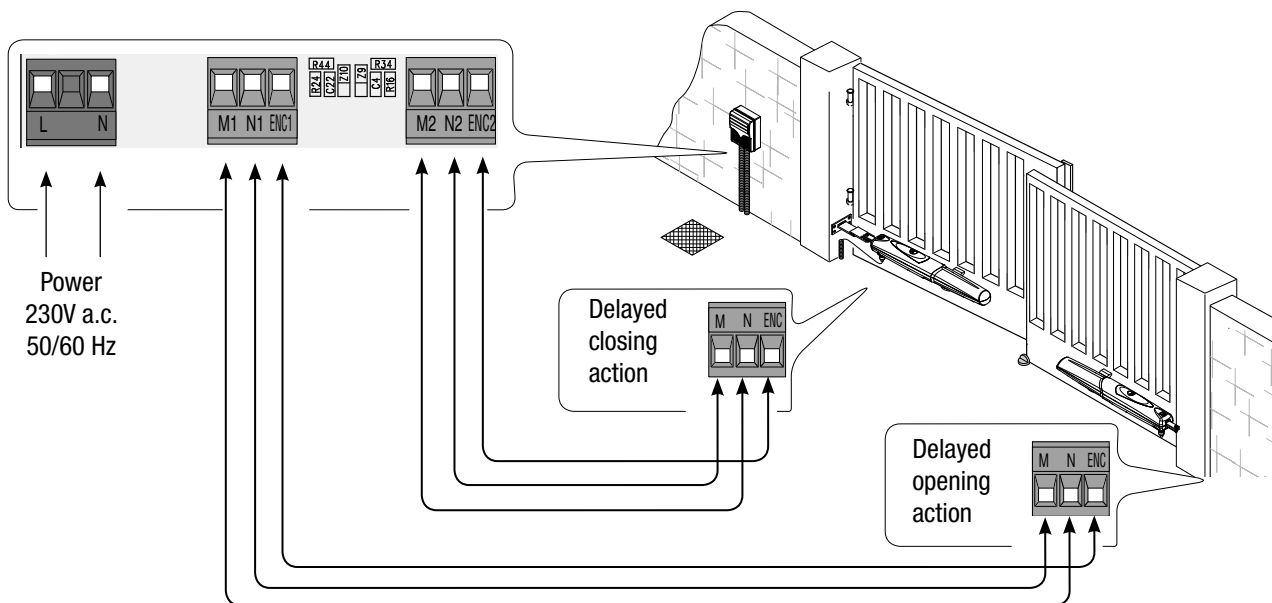 R44
R24
C22
Z10
Z9
C4
R34
R16
L N
M1 N1 ENC1
M2 N2 ENC2
Power
230V a.c.
50/60 Hz
Delayed
closing
action
M N ENC
Delayed
opening
action
M N ENC